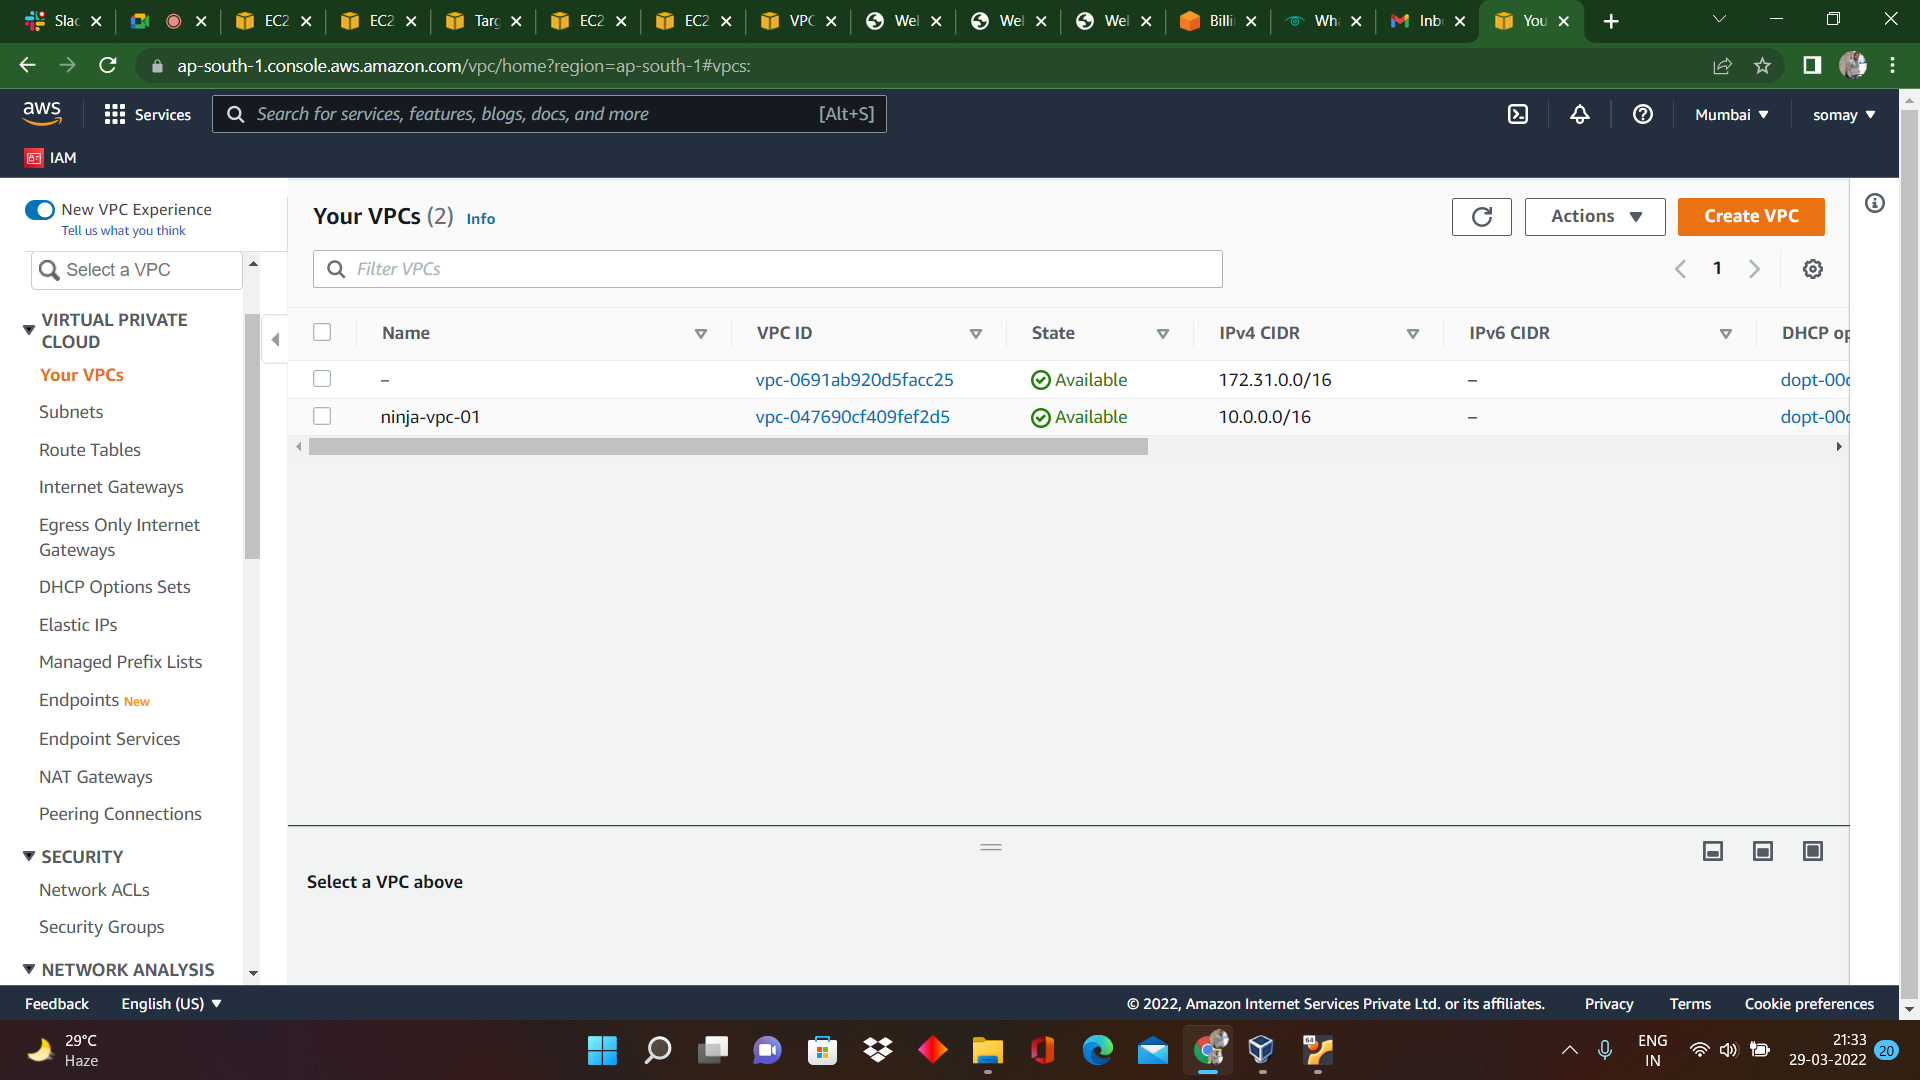 Slac
EC2
EC2
Targ
EC2
EC2
VPC
Wel
Wel
Wel
Billi
Wha
Inb
You
ap-south-1.console.aws.amazon.com/vpc/home?region=ap-south-1#vpcs:
aws
Services
Search for services, features, blogs, docs, and more
[Alt+S]
Mumbai
somay
IAM
New VPC Experience
Tell us what you think
Select a VPC
VIRTUAL PRIVATE
CLOUD
Your VPCs
Subnets
Route Tables
Internet Gateways
Egress Only Internet
Gateways
DHCP Options Sets
Elastic IPs
Managed Prefix Lists
Endpoints New
Endpoint Services
NAT Gateways
Peering Connections
SECURITY
Network ACLs
Security Groups
NETWORK ANALYSIS
Your VPCs (2) Info
Actions
Create VPC
Filter VPCs
1
Name VPC ID State IPv4 CIDR IPv6 CIDR DHCP op
– vpc-0691ab920d5facc25 Available 172.31.0.0/16 – dopt-00c
ninja-vpc-01 vpc-047690cf409fef2d5 Available 10.0.0.0/16 – dopt-00c
Select a VPC above
Feedback English (US)
© 2022, Amazon Internet Services Private Ltd. or its affiliates. Privacy Terms Cookie preferences
29°C
Haze
64
ENG
IN
21:33
29-03-2022
20